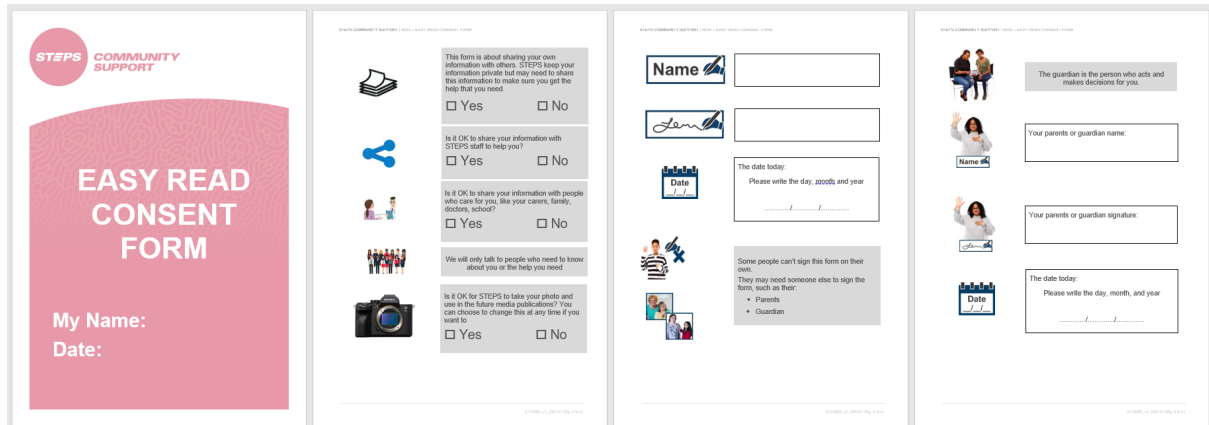 STEPS COMMUNITY
SUPPORT
EASY READ
CONSENT
FORM
My Name:
Date:
This form is about sharing your own
information with others. STEPS keep your
information private but may need to share
this information to make sure you get the
help that you need.
☐ Yes ☐ No
Is it OK to share your information with
STEPS staff to help you?
☐ Yes ☐ No
Is it OK to share your information with people
who care for you, like your carers, family,
doctors, school?
☐ Yes ☐ No
We will only talk to people who need to know
about you or the help you need
Is it OK for STEPS to take your photo and
use in the future media publications? You
can choose to change this at any time if you
want to
☐ Yes ☐ No
Name
Date
__/__/__
The date today:
Please write the day, month and year
............../............../...............
Some people can't sign this form on their
own.
They may need someone else to sign the
form, such as their:
• Parents
• Guardian
The guardian is the person who acts and
makes decisions for you.
Name
Your parents or guardian name:
Your parents or guardian signature:
Date
__/__/__
The date today:
Please write the day, month, and year
............../............../...............